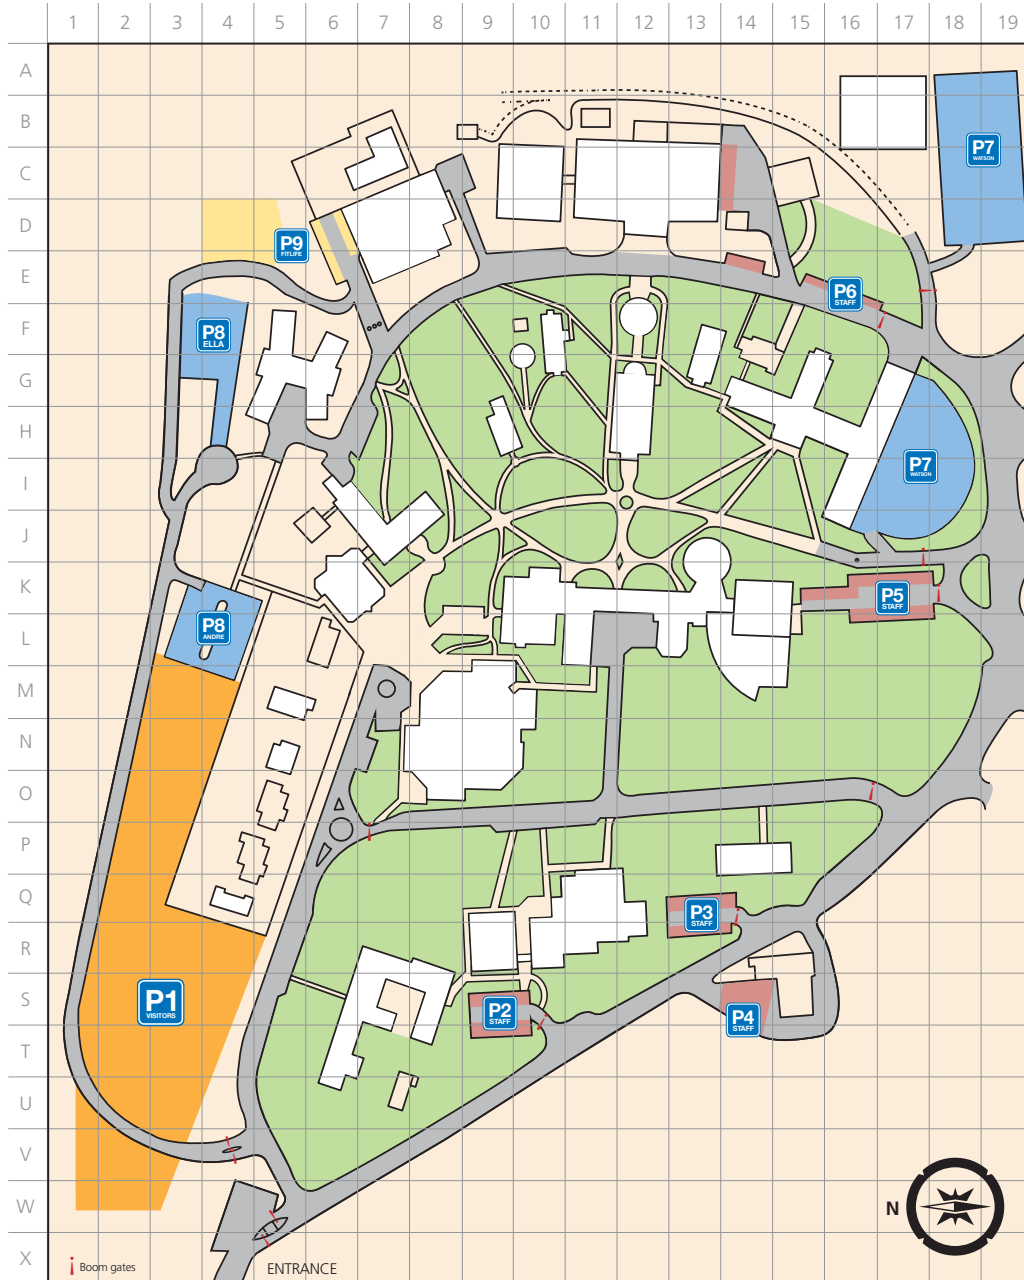 1 2 3 4 5 6 7 8 9 10 11 12 13 14 15 16 17 18 19
A
B
P7
WATSON
C
D
P9
FITLIFE
E
P6
STAFF
F
P8
ELLA
G
H
P7
WATSON
I
J
K
P5
STAFF
L
P8
ANDRE
M
N
O
P
Q
P3
STAFF
R
S
P1
VISITORS
P2
STAFF
P4
STAFF
T
U
V
W
N
X
Boom gates
ENTRANCE